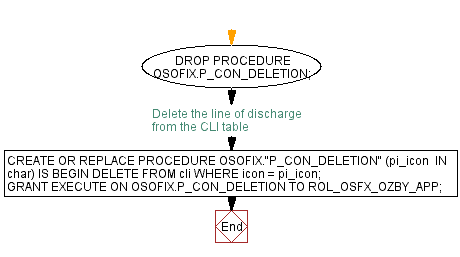 DROP PROCEDURE
OSOFIX.P_CON_DELETION;
Delete the line of discharge
from the CLI table
CREATE OR REPLACE PROCEDURE OSOFIX."P_CON_DELETION" (pi_icon IN
char) IS BEGIN DELETE FROM cli WHERE icon = pi_icon;
GRANT EXECUTE ON OSOFIX.P_CON_DELETION TO ROL_OSFX_OZBY_APP;
End